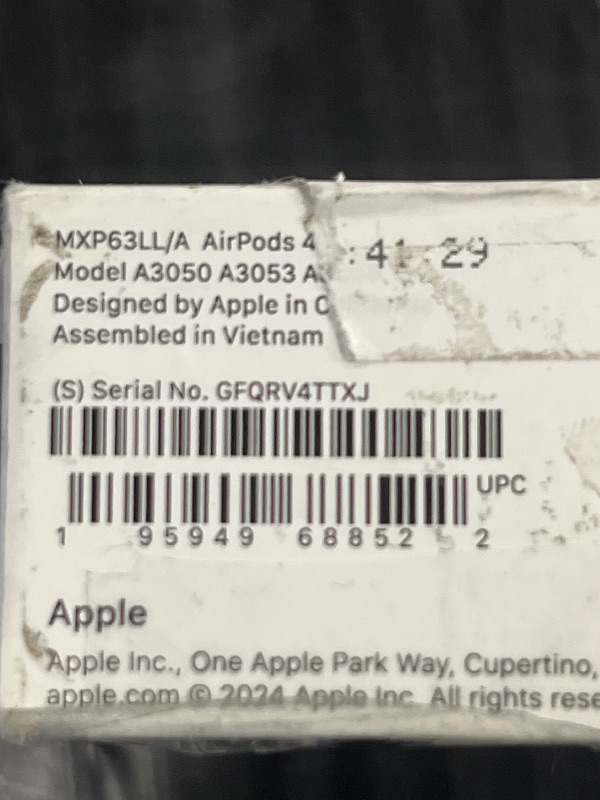 MXP63LL/A AirPods 4
:41:29
Model A3050 A3053 A
Designed by Apple in C
Assembled in Vietnam
(S) Serial No. GFQRV4TTXJ
UPC
1 95949 68852 2
Apple
Apple Inc., One Apple Park Way, Cupertino,
apple.com © 2024 Apple Inc. All rights rese